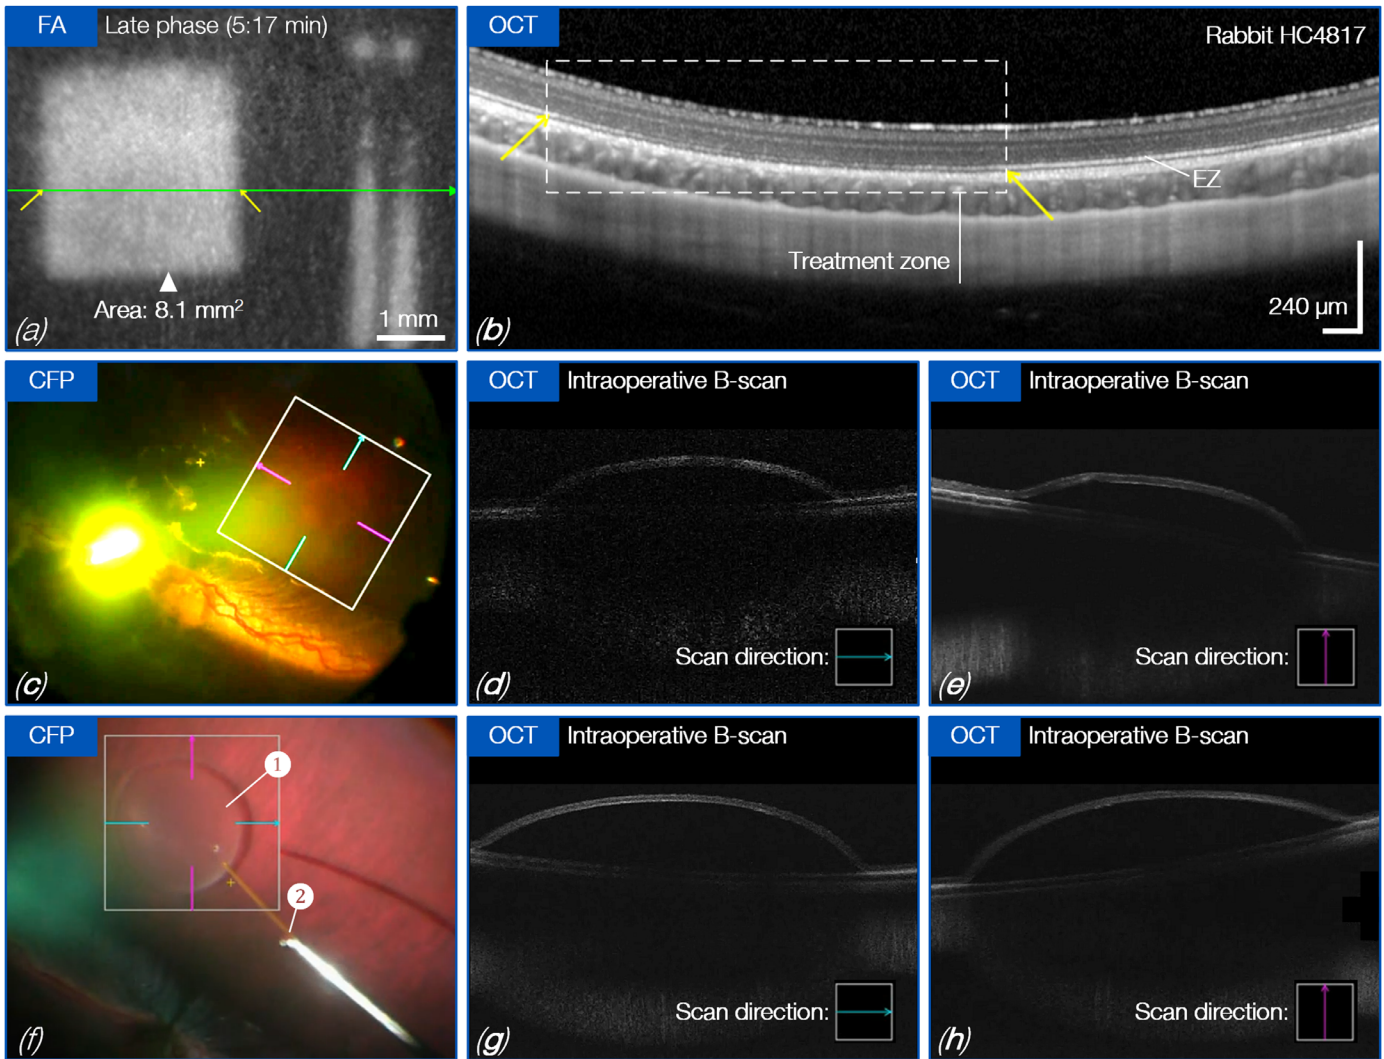 FA Late phase (5:17 min)
Area: 8.1 mm²
1 mm
(a)
OCT
Rabbit HC4817
EZ
Treatment zone
240 µm
(b)
CFP
(c)
OCT Intraoperative B-scan
Scan direction:
(d)
OCT Intraoperative B-scan
Scan direction:
(e)
CFP
1
2
(f)
OCT Intraoperative B-scan
Scan direction:
(g)
OCT Intraoperative B-scan
Scan direction:
(h)